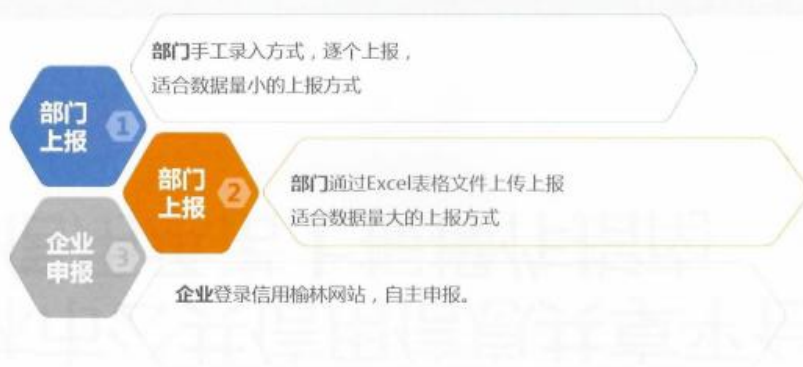 部门手工录入方式，逐个上报，
适合数据量小的上报方式
部门
上报
1
部门
上报
2
部门通过Excel表格文件上传上报
适合数据量大的上报方式
企业
申报
3
企业登录信用榆林网站，自主申报。